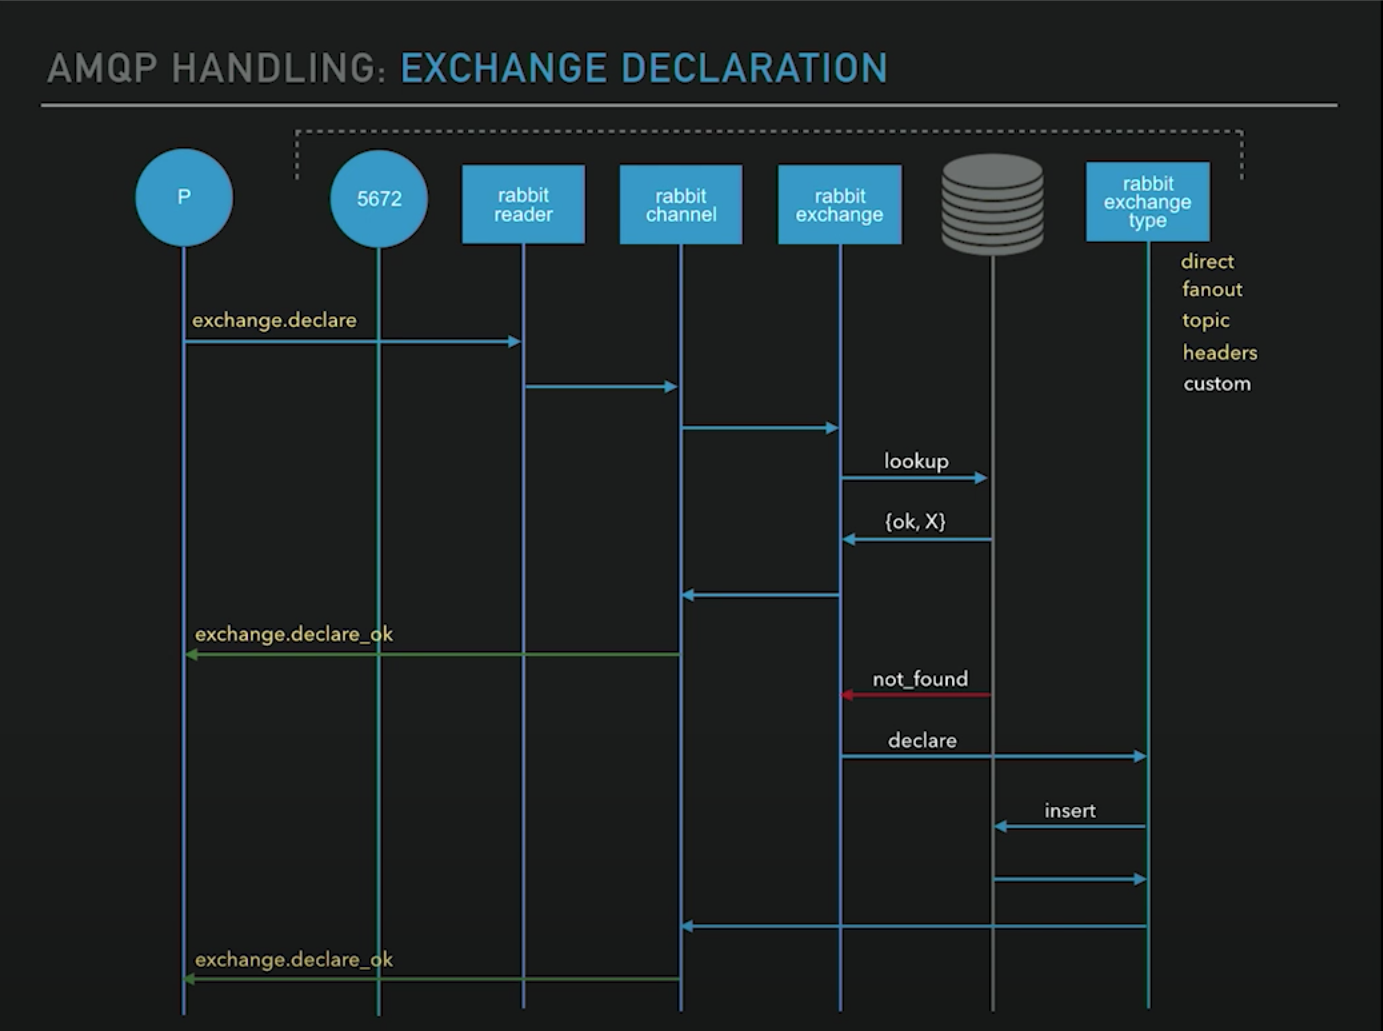 AMQP HANDLING: EXCHANGE DECLARATION
P
5672
rabbit
reader
rabbit
channel
rabbit
exchange
rabbit
exchange
type
direct
fanout
topic
headers
custom
exchange.declare
lookup
{ok, X}
exchange.declare_ok
not_found
declare
insert
exchange.declare_ok